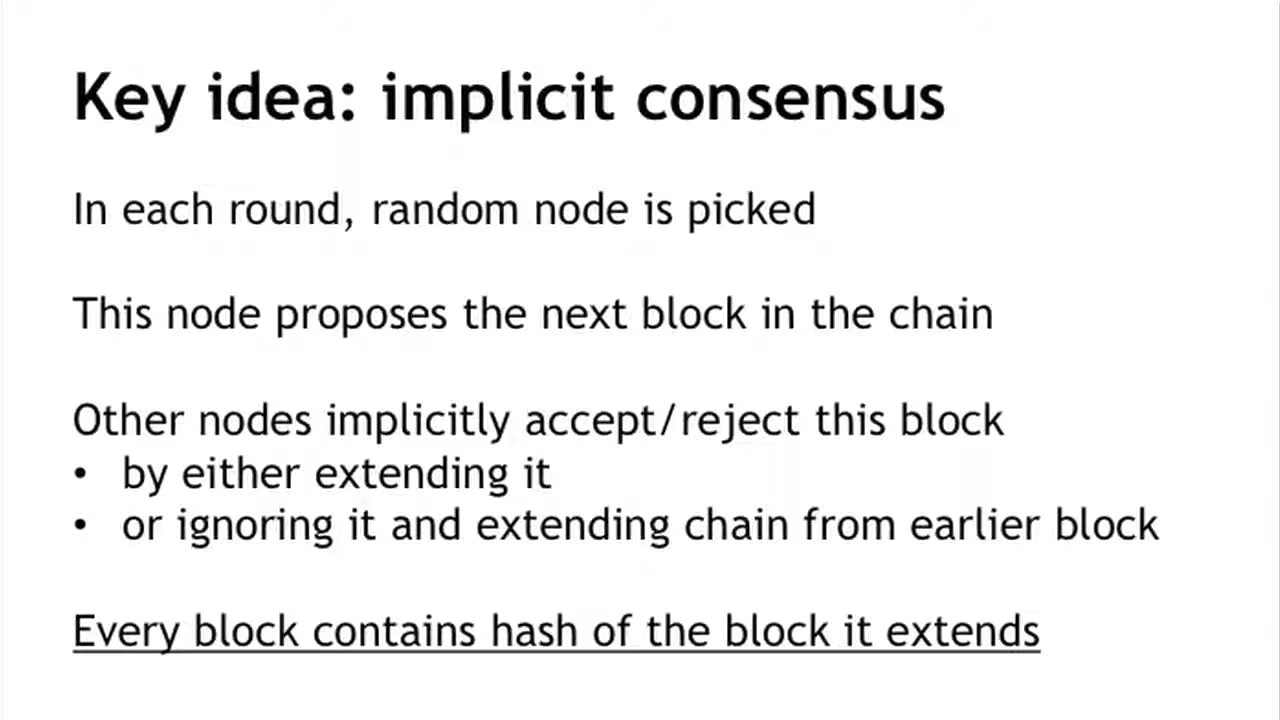 Key idea: implicit consensus
In each round, random node is picked
This node proposes the next block in the chain
Other nodes implicitly accept/reject this block
• by either extending it
• or ignoring it and extending chain from earlier block
Every block contains hash of the block it extends